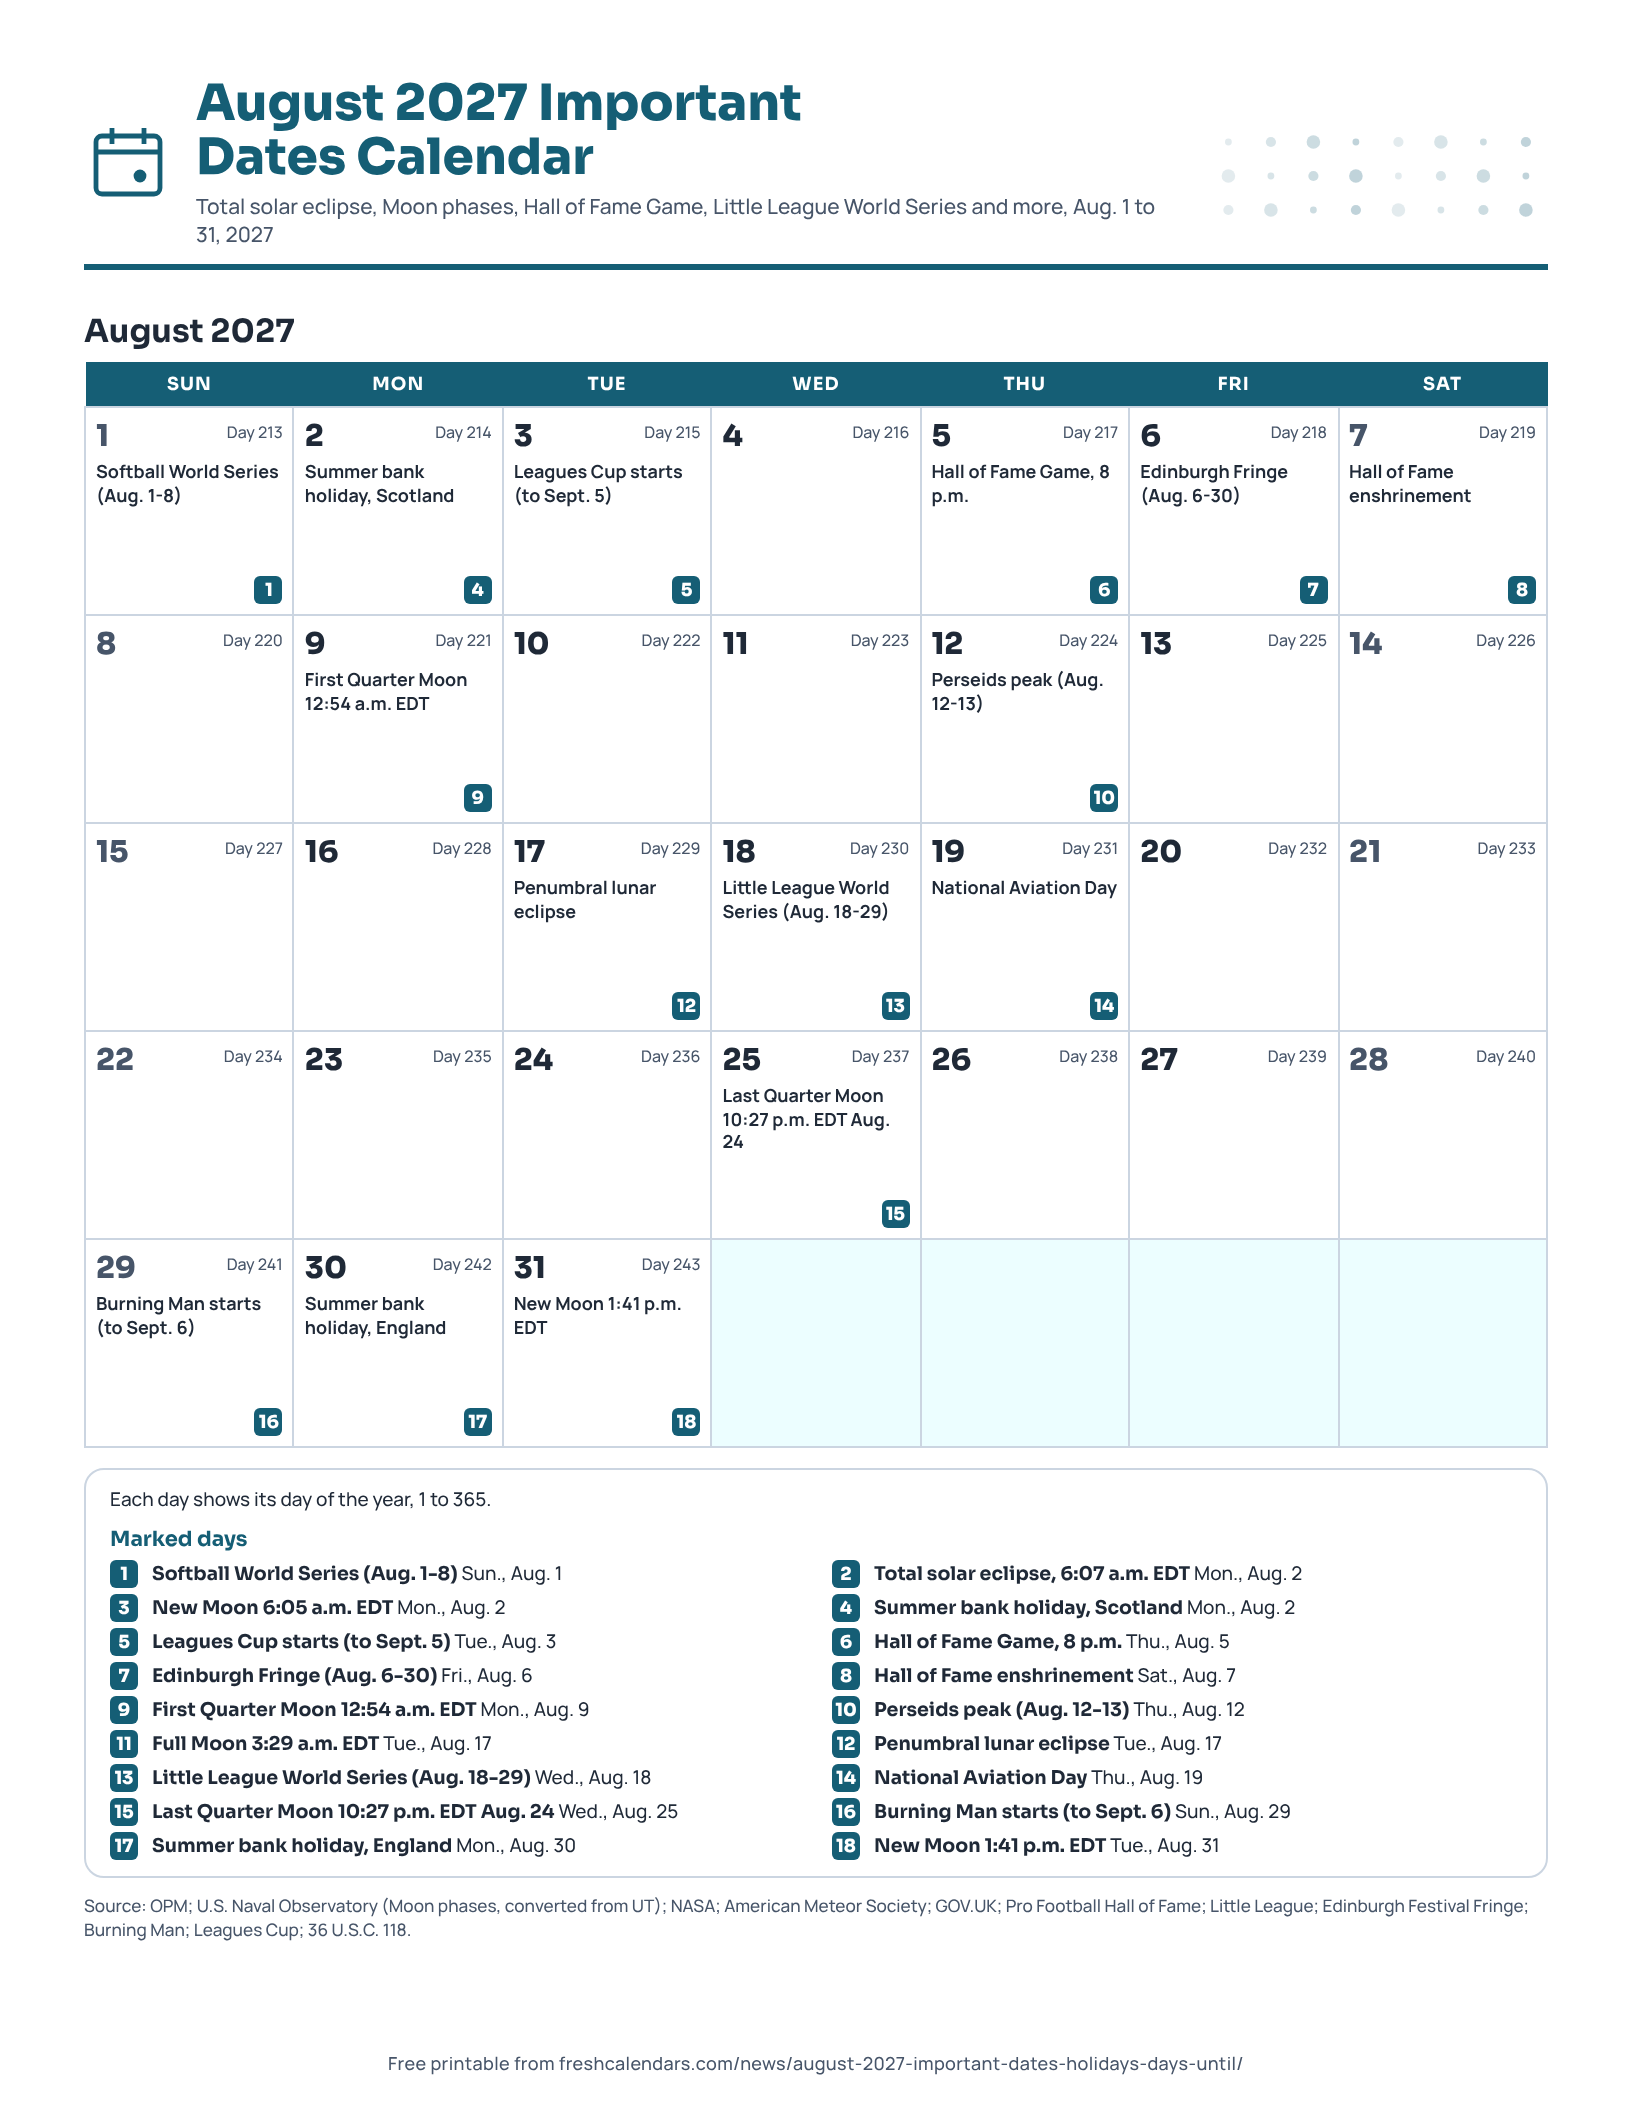 August 2027 Important
Dates Calendar
Total solar eclipse, Moon phases, Hall of Fame Game, Little League World Series and more, Aug. 1 to
31, 2027
August 2027
SUN MON TUE WED THU FRI SAT
1 Day 213
Softball World Series
(Aug. 1-8)
1
2 Day 214
Summer bank
holiday, Scotland
4
3 Day 215
Leagues Cup starts
(to Sept. 5)
5
4 Day 216
5 Day 217
Hall of Fame Game, 8
p.m.
6
6 Day 218
Edinburgh Fringe
(Aug. 6-30)
7
7 Day 219
Hall of Fame
enshrinement
8
8 Day 220
9 Day 221
First Quarter Moon
12:54 a.m. EDT
9
10 Day 222
11 Day 223
12 Day 224
Perseids peak (Aug.
12-13)
10
13 Day 225
14 Day 226
15 Day 227
16 Day 228
17 Day 229
Penumbral lunar
eclipse
12
18 Day 230
Little League World
Series (Aug. 18-29)
13
19 Day 231
National Aviation Day
14
20 Day 232
21 Day 233
22 Day 234
23 Day 235
24 Day 236
25 Day 237
Last Quarter Moon
10:27 p.m. EDT Aug.
24
15
26 Day 238
27 Day 239
28 Day 240
29 Day 241
Burning Man starts
(to Sept. 6)
16
30 Day 242
Summer bank
holiday, England
17
31 Day 243
New Moon 1:41 p.m.
EDT
18
Each day shows its day of the year, 1 to 365.
Marked days
1 Softball World Series (Aug. 1-8) Sun., Aug. 1
2 Total solar eclipse, 6:07 a.m. EDT Mon., Aug. 2
3 New Moon 6:05 a.m. EDT Mon., Aug. 2
4 Summer bank holiday, Scotland Mon., Aug. 2
5 Leagues Cup starts (to Sept. 5) Tue., Aug. 3
6 Hall of Fame Game, 8 p.m. Thu., Aug. 5
7 Edinburgh Fringe (Aug. 6-30) Fri., Aug. 6
8 Hall of Fame enshrinement Sat., Aug. 7
9 First Quarter Moon 12:54 a.m. EDT Mon., Aug. 9
10 Perseids peak (Aug. 12-13) Thu., Aug. 12
11 Full Moon 3:29 a.m. EDT Tue., Aug. 17
12 Penumbral lunar eclipse Tue., Aug. 17
13 Little League World Series (Aug. 18-29) Wed., Aug. 18
14 National Aviation Day Thu., Aug. 19
15 Last Quarter Moon 10:27 p.m. EDT Aug. 24 Wed., Aug. 25
16 Burning Man starts (to Sept. 6) Sun., Aug. 29
17 Summer bank holiday, England Mon., Aug. 30
18 New Moon 1:41 p.m. EDT Tue., Aug. 31
Source: OPM; U.S. Naval Observatory (Moon phases, converted from UT); NASA; American Meteor Society; GOV.UK; Pro Football Hall of Fame; Little League; Edinburgh Festival Fringe;
Burning Man; Leagues Cup; 36 U.S.C. 118.
Free printable from freshcalendars.com/news/august-2027-important-dates-holidays-days-until/